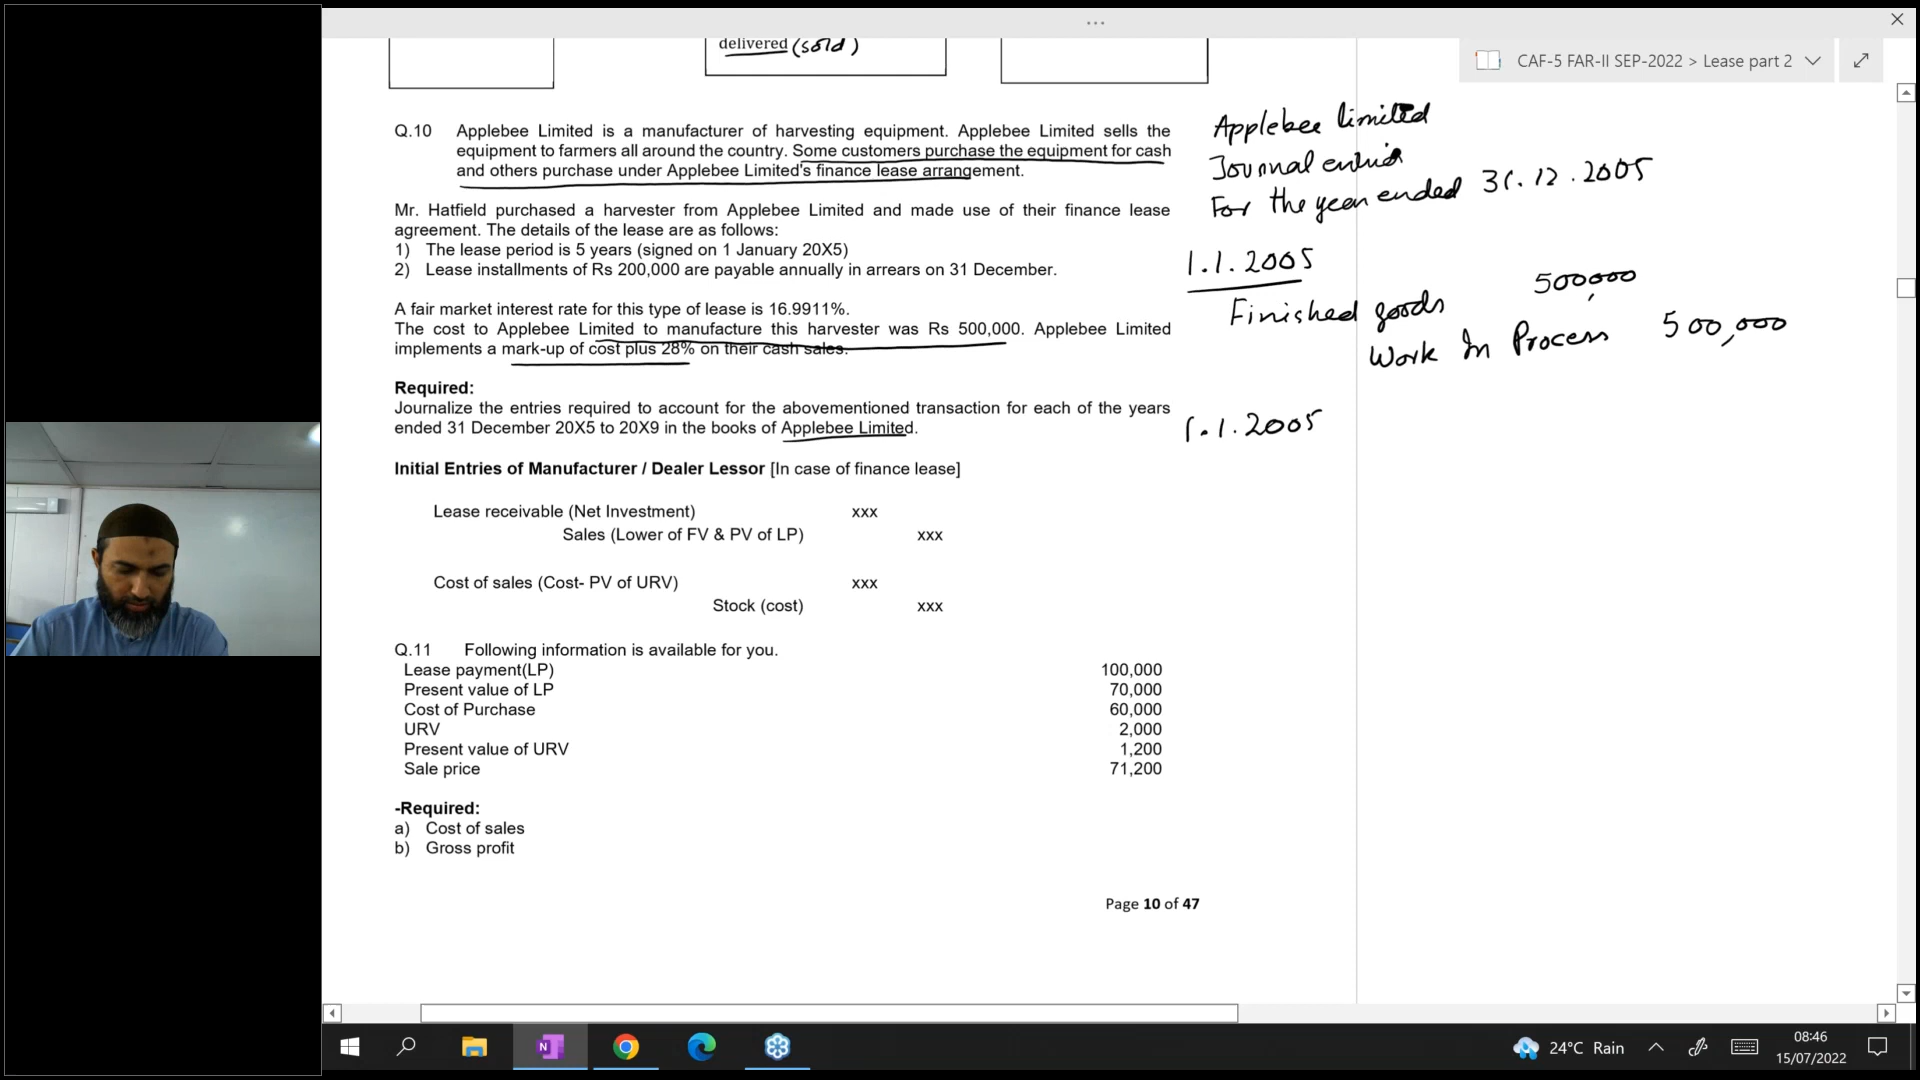 delivered (sold)
CAF-5 FAR-II SEP-2022 > Lease part 2
Q.10 Applebee Limited is a manufacturer of harvesting equipment. Applebee Limited sells the
equipment to farmers all around the country. Some customers purchase the equipment for cash
and others purchase under Applebee Limited's finance lease arrangement.
Mr. Hatfield purchased a harvester from Applebee Limited and made use of their finance lease
agreement. The details of the lease are as follows:
1) The lease period is 5 years (signed on 1 January 20X5)
2) Lease installments of Rs 200,000 are payable annually in arrears on 31 December.
A fair market interest rate for this type of lease is 16.9911%.
The cost to Applebee Limited to manufacture this harvester was Rs 500,000. Applebee Limited
implements a mark-up of cost plus 28% on their cash sales.
Required:
Journalize the entries required to account for the abovementioned transaction for each of the years
ended 31 December 20X5 to 20X9 in the books of Applebee Limited.
Initial Entries of Manufacturer / Dealer Lessor [In case of finance lease]
Lease receivable (Net Investment) xxx
Sales (Lower of FV & PV of LP) xxx
Cost of sales (Cost- PV of URV) xxx
Stock (cost) xxx
Q.11 Following information is available for you.
Lease payment(LP) 100,000
Present value of LP 70,000
Cost of Purchase 60,000
URV 2,000
Present value of URV 1,200
Sale price 71,200
-Required:
a) Cost of sales
b) Gross profit
Page 10 of 47
Applebee limited
Journal entries
For the year ended 31.12.2005
1.1.2005
Finished goods 500,000
Work In Process 500,000
1.1.2005
24°C Rain
08:46
15/07/2022